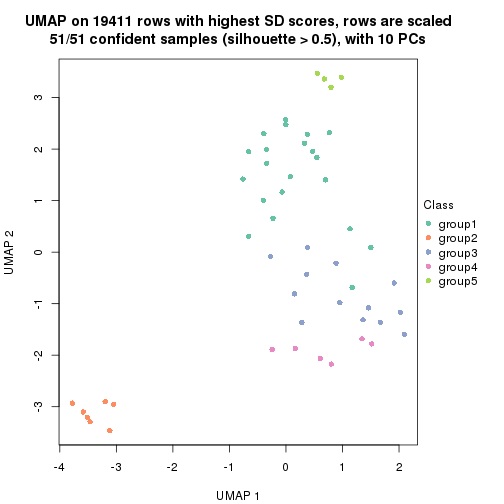 UMAP on 19411 rows with highest SD scores, rows are scaled
51/51 confident samples (silhouette > 0.5), with 10 PCs
3
2
1
0
-1
-2
-3
UMAP 2
-4
-3
-2
-1
0
1
2
UMAP 1
Class
group1
group2
group3
group4
group5